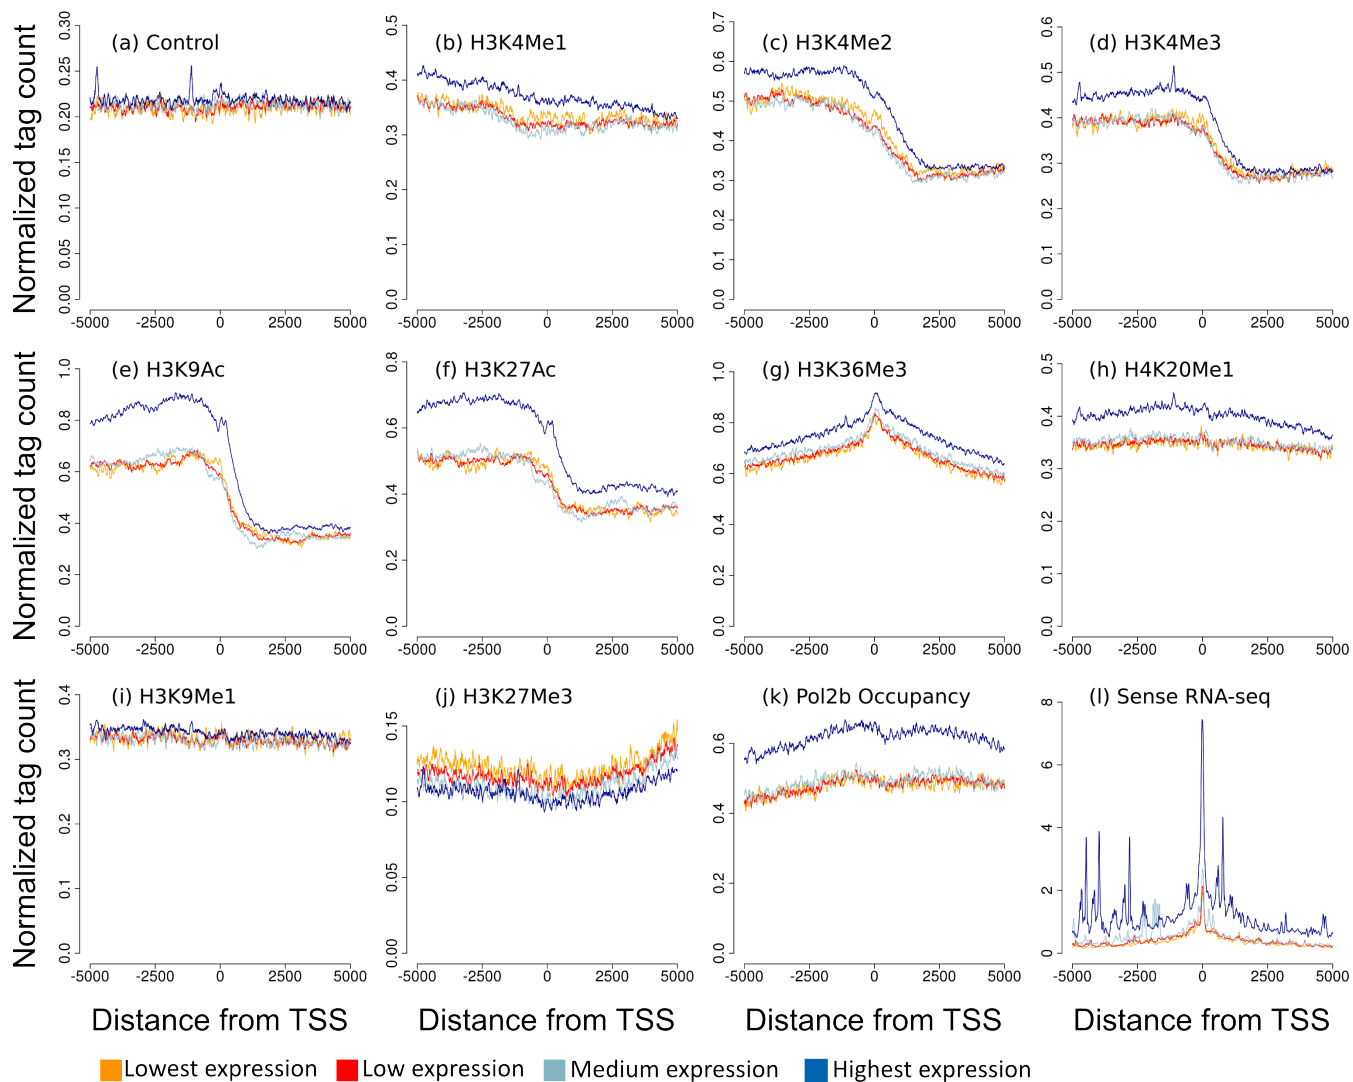 Normalized tag count
(a) Control
0.00 0.05 0.10 0.15 0.20 0.25 0.30
-5000 -2500 0 2500 5000
(b) H3K4Me1
0.0 0.1 0.2 0.3 0.4 0.5
-5000 -2500 0 2500 5000
(c) H3K4Me2
0.0 0.1 0.2 0.3 0.4 0.5 0.6 0.7
-5000 -2500 0 2500 5000
(d) H3K4Me3
0.0 0.1 0.2 0.3 0.4 0.5 0.6
-5000 -2500 0 2500 5000
Normalized tag count
(e) H3K9Ac
0.0 0.2 0.4 0.6 0.8 1.0
-5000 -2500 0 2500 5000
(f) H3K27Ac
0.0 0.2 0.4 0.6 0.8
-5000 -2500 0 2500 5000
(g) H3K36Me3
0.0 0.2 0.4 0.6 0.8 1.0
-5000 -2500 0 2500 5000
(h) H4K20Me1
0.0 0.1 0.2 0.3 0.4 0.5
-5000 -2500 0 2500 5000
Normalized tag count
(i) H3K9Me1
0.0 0.1 0.2 0.3 0.4
-5000 -2500 0 2500 5000
(j) H3K27Me3
0.00 0.05 0.10 0.15
-5000 -2500 0 2500 5000
(k) Pol2b Occupancy
0.0 0.2 0.4 0.6
-5000 -2500 0 2500 5000
(l) Sense RNA-seq
0 2 4 6 8
-5000 -2500 0 2500 5000
Distance from TSS
Distance from TSS
Distance from TSS
Distance from TSS
Lowest expression
Low expression
Medium expression
Highest expression